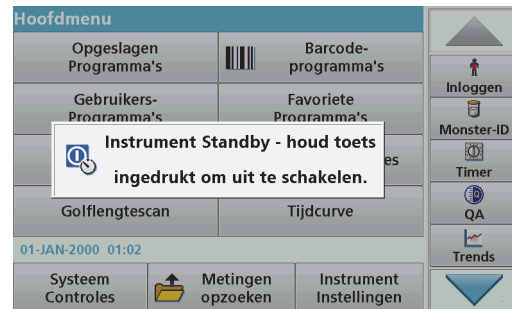 Hoofdmenu
Opgeslagen
Programma's
Barcode-
programma's
Gebruikers-
Programma's
Favoriete
Programma's
Instrument Standby - houd toets
ingedrukt om uit te schakelen.
es
Golflengtescan
Tijdcurve
01-JAN-2000 01:02
Systeem
Controles
Metingen
opzoeken
Instrument
Instellingen
Inloggen
Monster-ID
Timer
QA
Trends